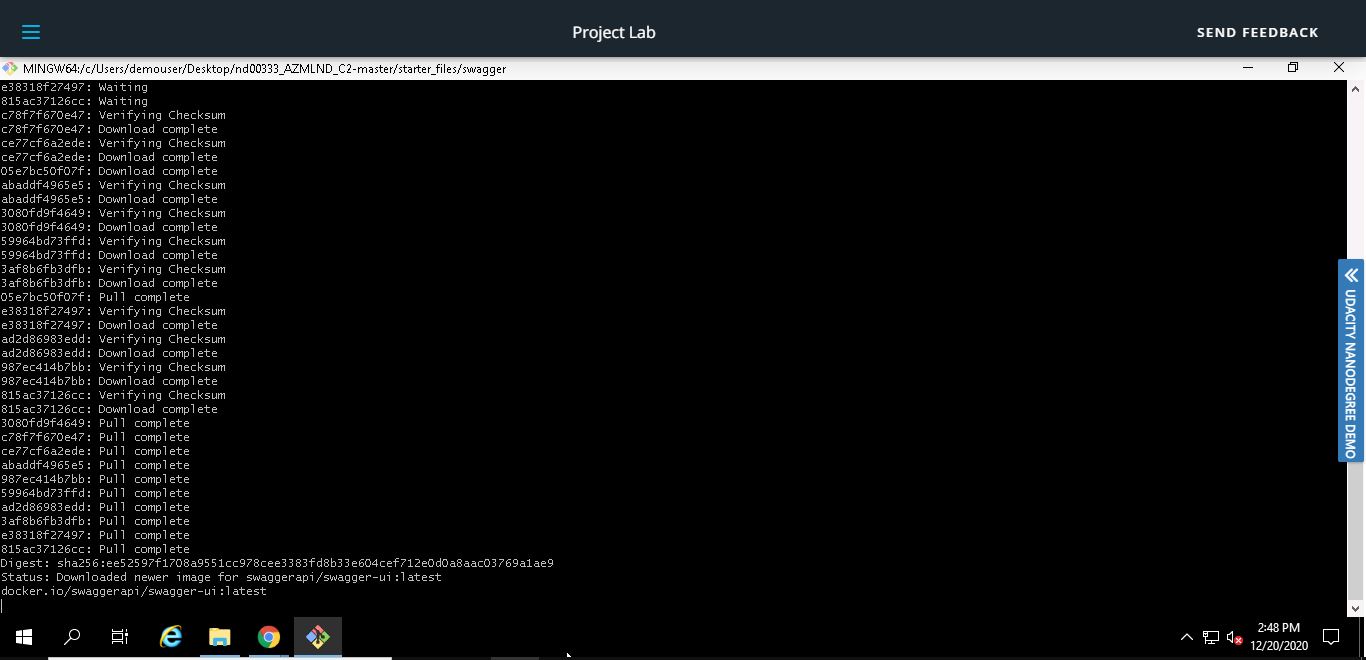 Project Lab
SEND FEEDBACK
MINGW64:/c/Users/demouser/Desktop/nd00333_AZMLND_C2-master/starter_files/swagger
e38318f27497: Waiting
815ac37126cc: Waiting
c78f7f670e47: Verifying Checksum
c78f7f670e47: Download complete
ce77cf6a2ede: Verifying Checksum
ce77cf6a2ede: Download complete
05e7bc50f07f: Download complete
abaddf4965e5: Verifying Checksum
abaddf4965e5: Download complete
3080fd9f4649: Verifying Checksum
3080fd9f4649: Download complete
59964bd73ffd: Verifying Checksum
59964bd73ffd: Download complete
3af8b6fb3dfb: Verifying Checksum
3af8b6fb3dfb: Download complete
05e7bc50f07f: Pull complete
e38318f27497: Verifying Checksum
e38318f27497: Download complete
ad2d86983edd: Verifying Checksum
ad2d86983edd: Download complete
987ec414b7bb: Verifying Checksum
987ec414b7bb: Download complete
815ac37126cc: Verifying Checksum
815ac37126cc: Download complete
3080fd9f4649: Pull complete
c78f7f670e47: Pull complete
ce77cf6a2ede: Pull complete
abaddf4965e5: Pull complete
987ec414b7bb: Pull complete
59964bd73ffd: Pull complete
ad2d86983edd: Pull complete
3af8b6fb3dfb: Pull complete
e38318f27497: Pull complete
815ac37126cc: Pull complete
Digest: sha256:ee52597f1708a9551cc978cee3383fd8b33e604cef712e0d0a8aac03769a1ae9
Status: Downloaded newer image for swaggerapi/swagger-ui:latest
docker.io/swaggerapi/swagger-ui:latest
UDACITY NANODEGREE DEMO
2:48 PM
12/20/2020